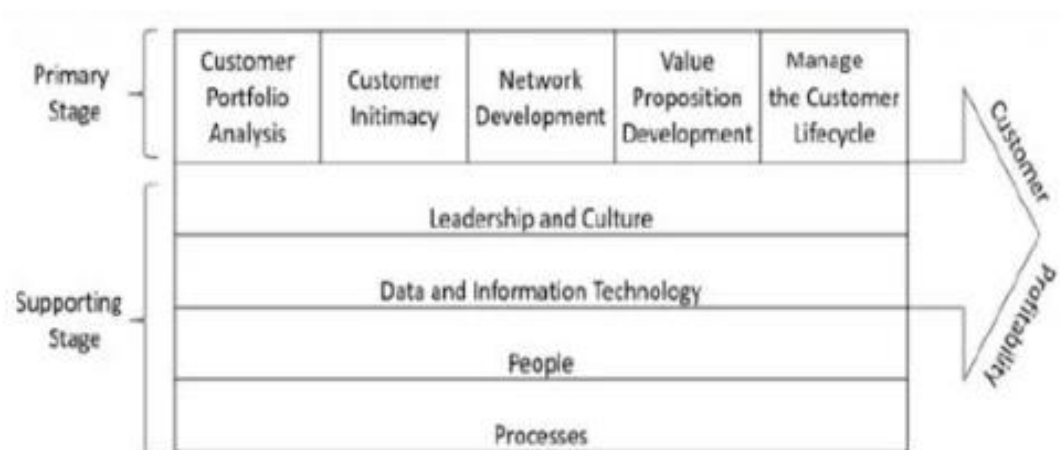 Primary
Stage
Customer
Portfolio
Analysis
Customer
Initimacy
Network
Development
Value
Proposition
Development
Manage
the Customer
Lifecycle
Supporting
Stage
Leadership and Culture
Data and Information Technology
People
Processes
Customer
Profitability